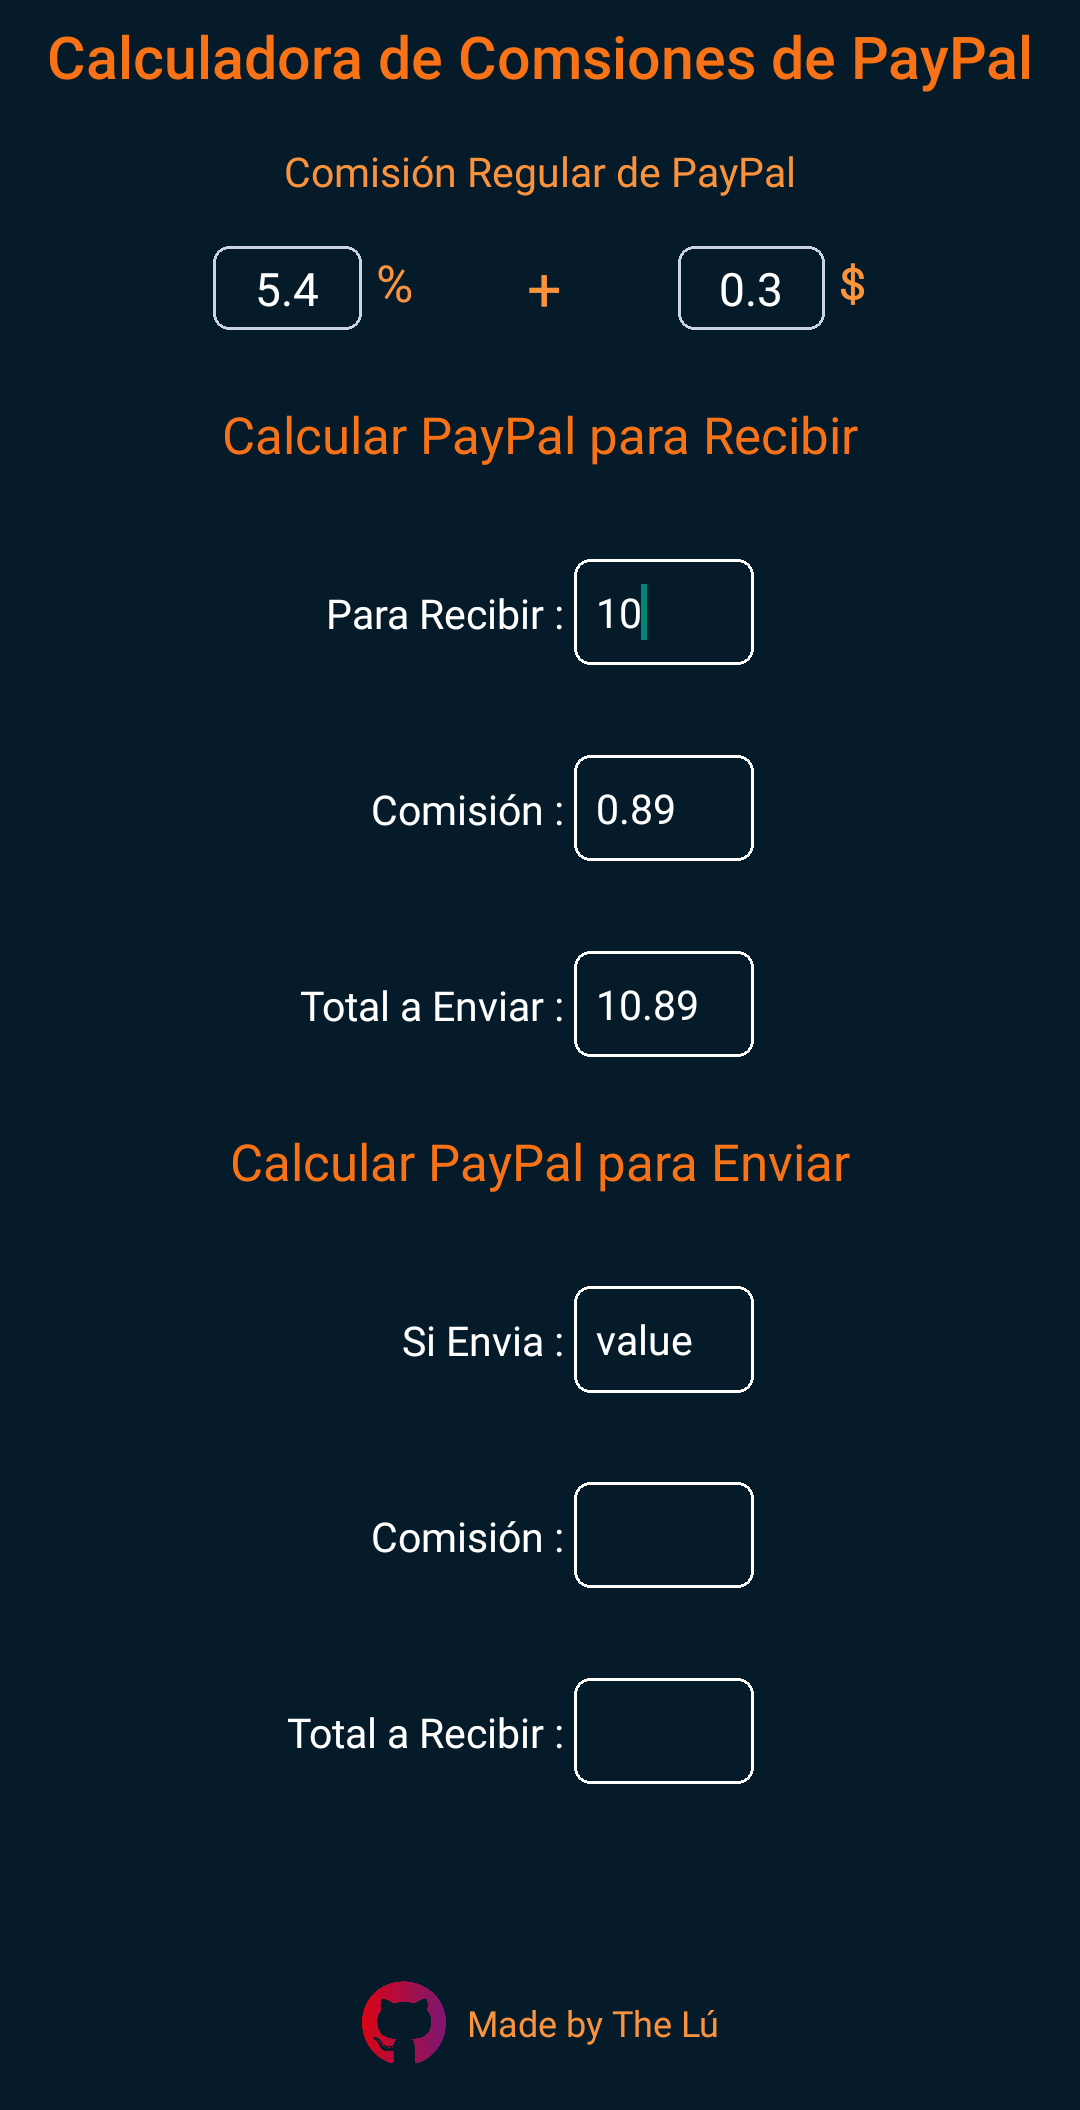 Calculadora de Comsiones de PayPal
Comisión Regular de PayPal
5.4 % + 0.3 $
Calcular PayPal para Recibir
Para Recibir : 10
Comisión : 0.89
Total a Enviar : 10.89
Calcular PayPal para Enviar
Si Envia : value
Comisión :
Total a Recibir :
Made by The Lú